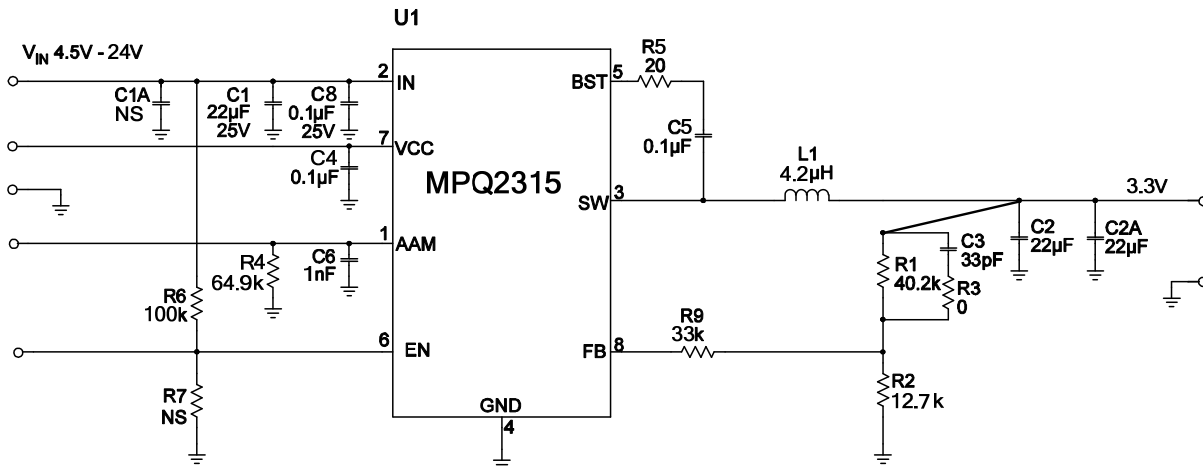 U1
V_IN 4.5V - 24V
2
IN
C1A
NS
C1
22µF
25V
C8
0.1µF
25V
7
VCC
C4
0.1µF
MPQ2315
1
AAM
R4
64.9k
C6
1nF
R6
100k
6
EN
R7
NS
GND
4
BST
5
R5
20
C5
0.1µF
SW
3
L1
4.2µH
3.3V
C2
22µF
C2A
22µF
C3
33pF
R1
40.2k
R3
0
R9
33k
FB
8
R2
12.7k